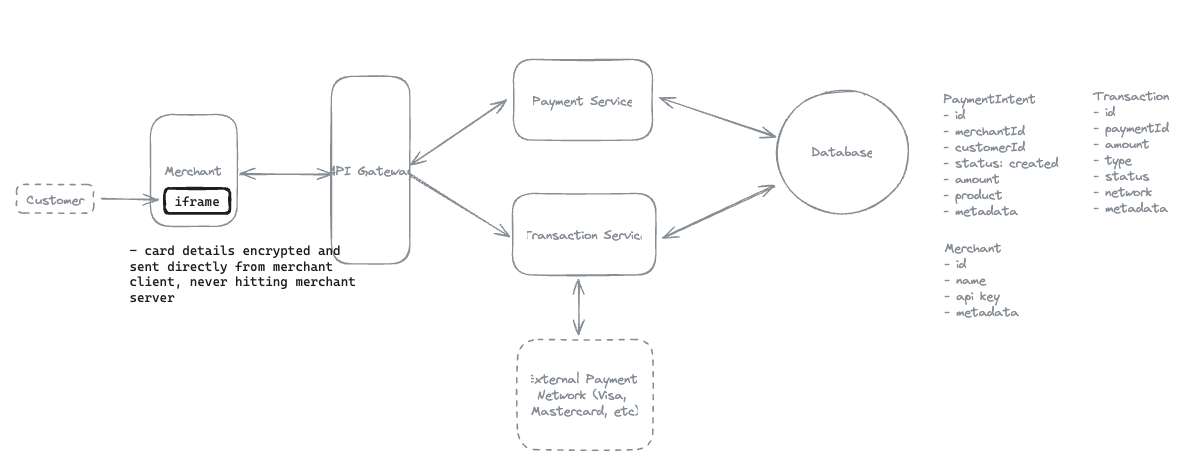 Customer
Merchant
iframe
– card details encrypted and
sent directly from merchant
client, never hitting merchant
server
PI Gateway
Payment Service
Transaction Servic
External Payment
Network (Visa,
Mastercard, etc)
Database
PaymentIntent
- id
- merchantId
- customerId
- status: created
- amount
- product
- metadata
Merchant
- id
- name
- api key
- metadata
Transaction
- id
- paymentId
- amount
- type
- status
- network
- metadata